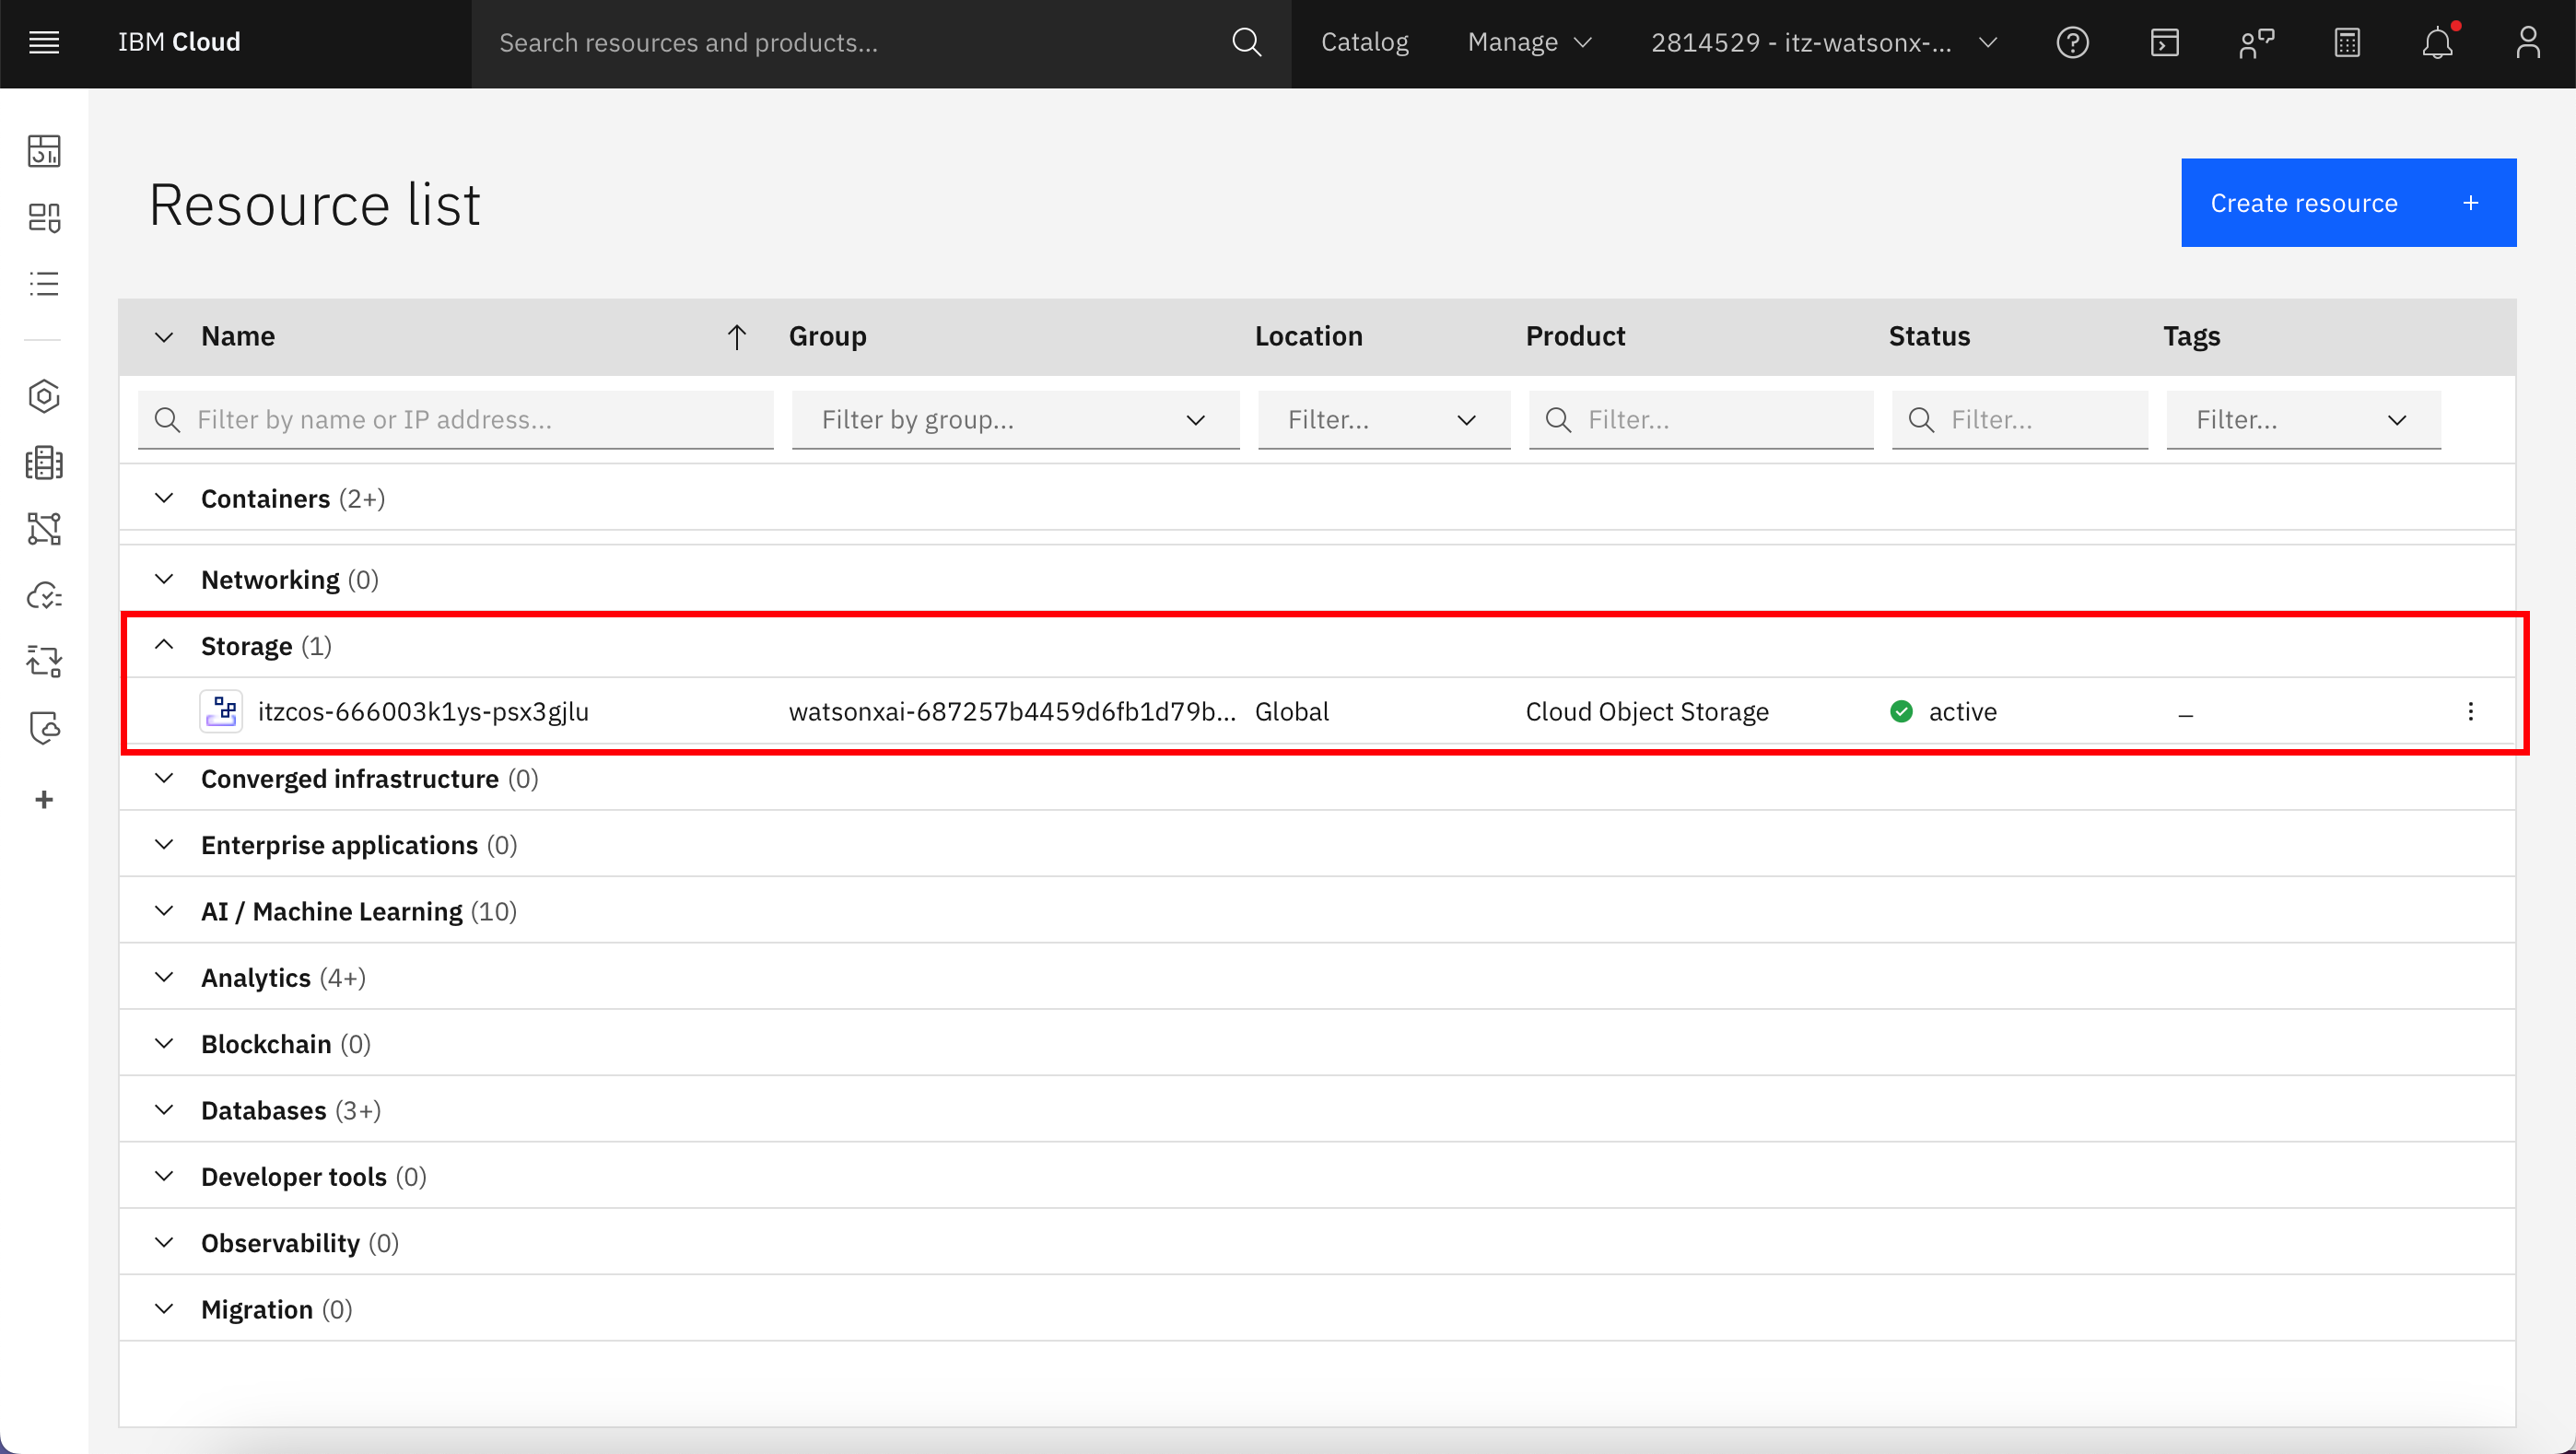 IBM Cloud
Search resources and products...
Catalog
Manage
2814529 - itz-watsonx-...
Resource list
Create resource +
Name
Group
Location
Product
Status
Tags
Filter by name or IP address...
Filter by group...
Filter...
Filter...
Filter...
Filter...
Containers (2+)
Networking (0)
Storage (1)
itzcos-666003k1ys-psx3gjlu
watsonxai-687257b4459d6fb1d79b...
Global
Cloud Object Storage
active
–
Converged infrastructure (0)
Enterprise applications (0)
AI / Machine Learning (10)
Analytics (4+)
Blockchain (0)
Databases (3+)
Developer tools (0)
Observability (0)
Migration (0)